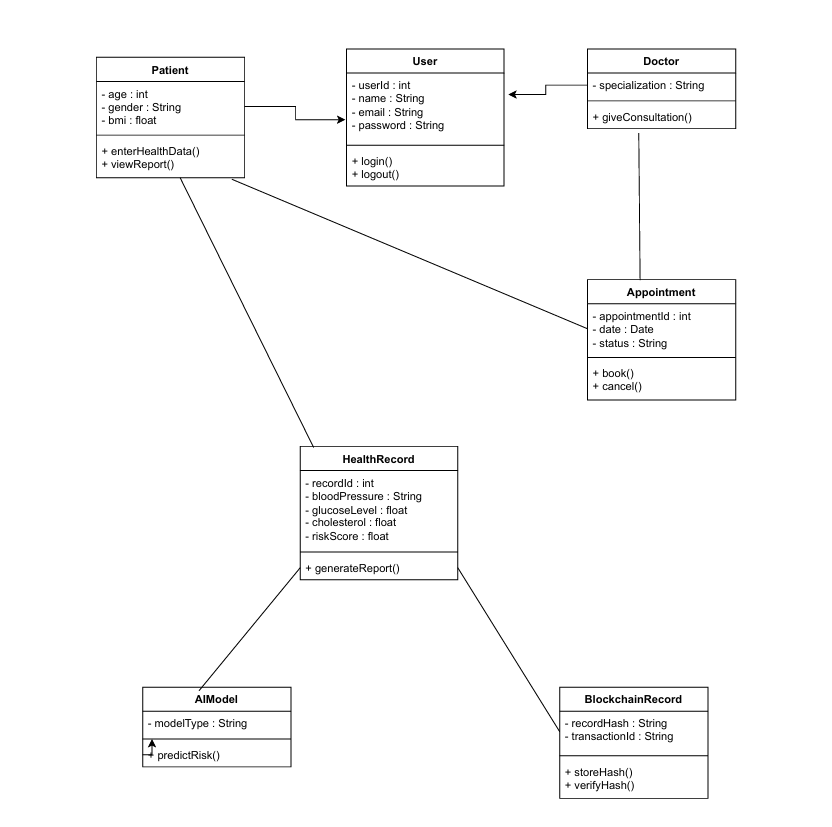 Patient
- age : int
- gender : String
- bmi : float
+ enterHealthData()
+ viewReport()
User
- userId : int
- name : String
- email : String
- password : String
+ login()
+ logout()
Doctor
- specialization : String
+ giveConsultation()
Appointment
- appointmentId : int
- date : Date
- status : String
+ book()
+ cancel()
HealthRecord
- recordId : int
- bloodPressure : String
- glucoseLevel : float
- cholesterol : float
- riskScore : float
+ generateReport()
AIModel
- modelType : String
+ predictRisk()
BlockchainRecord
- recordHash : String
- transactionId : String
+ storeHash()
+ verifyHash()